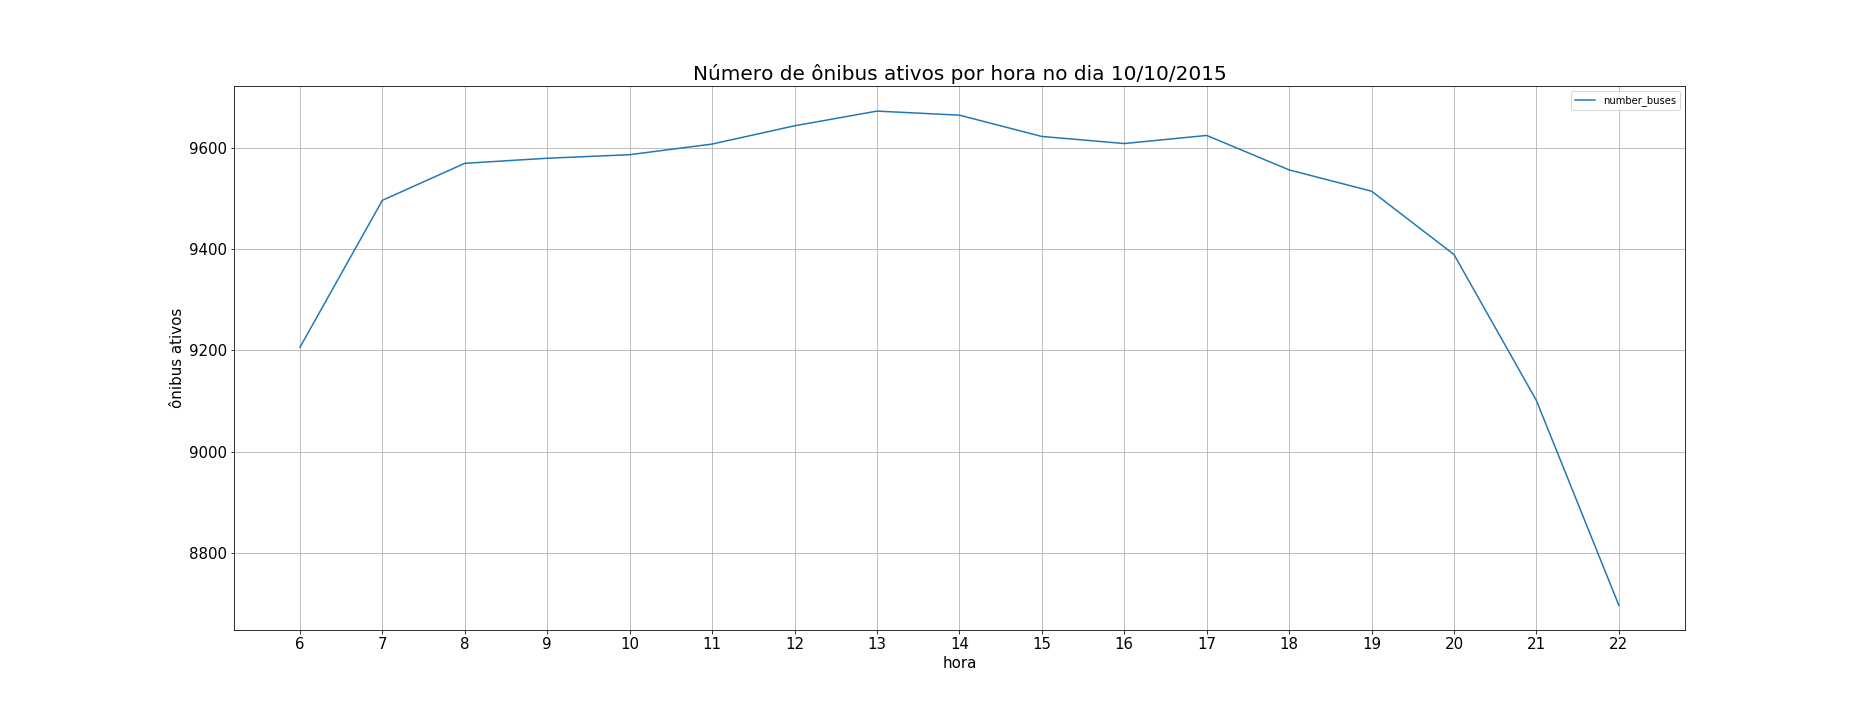 Número de ônibus ativos por hora no dia 10/10/2015
number_buses
9600
9400
9200
9000
8800
ônibus ativos
6 7 8 9 10 11 12 13 14 15 16 17 18 19 20 21 22
hora